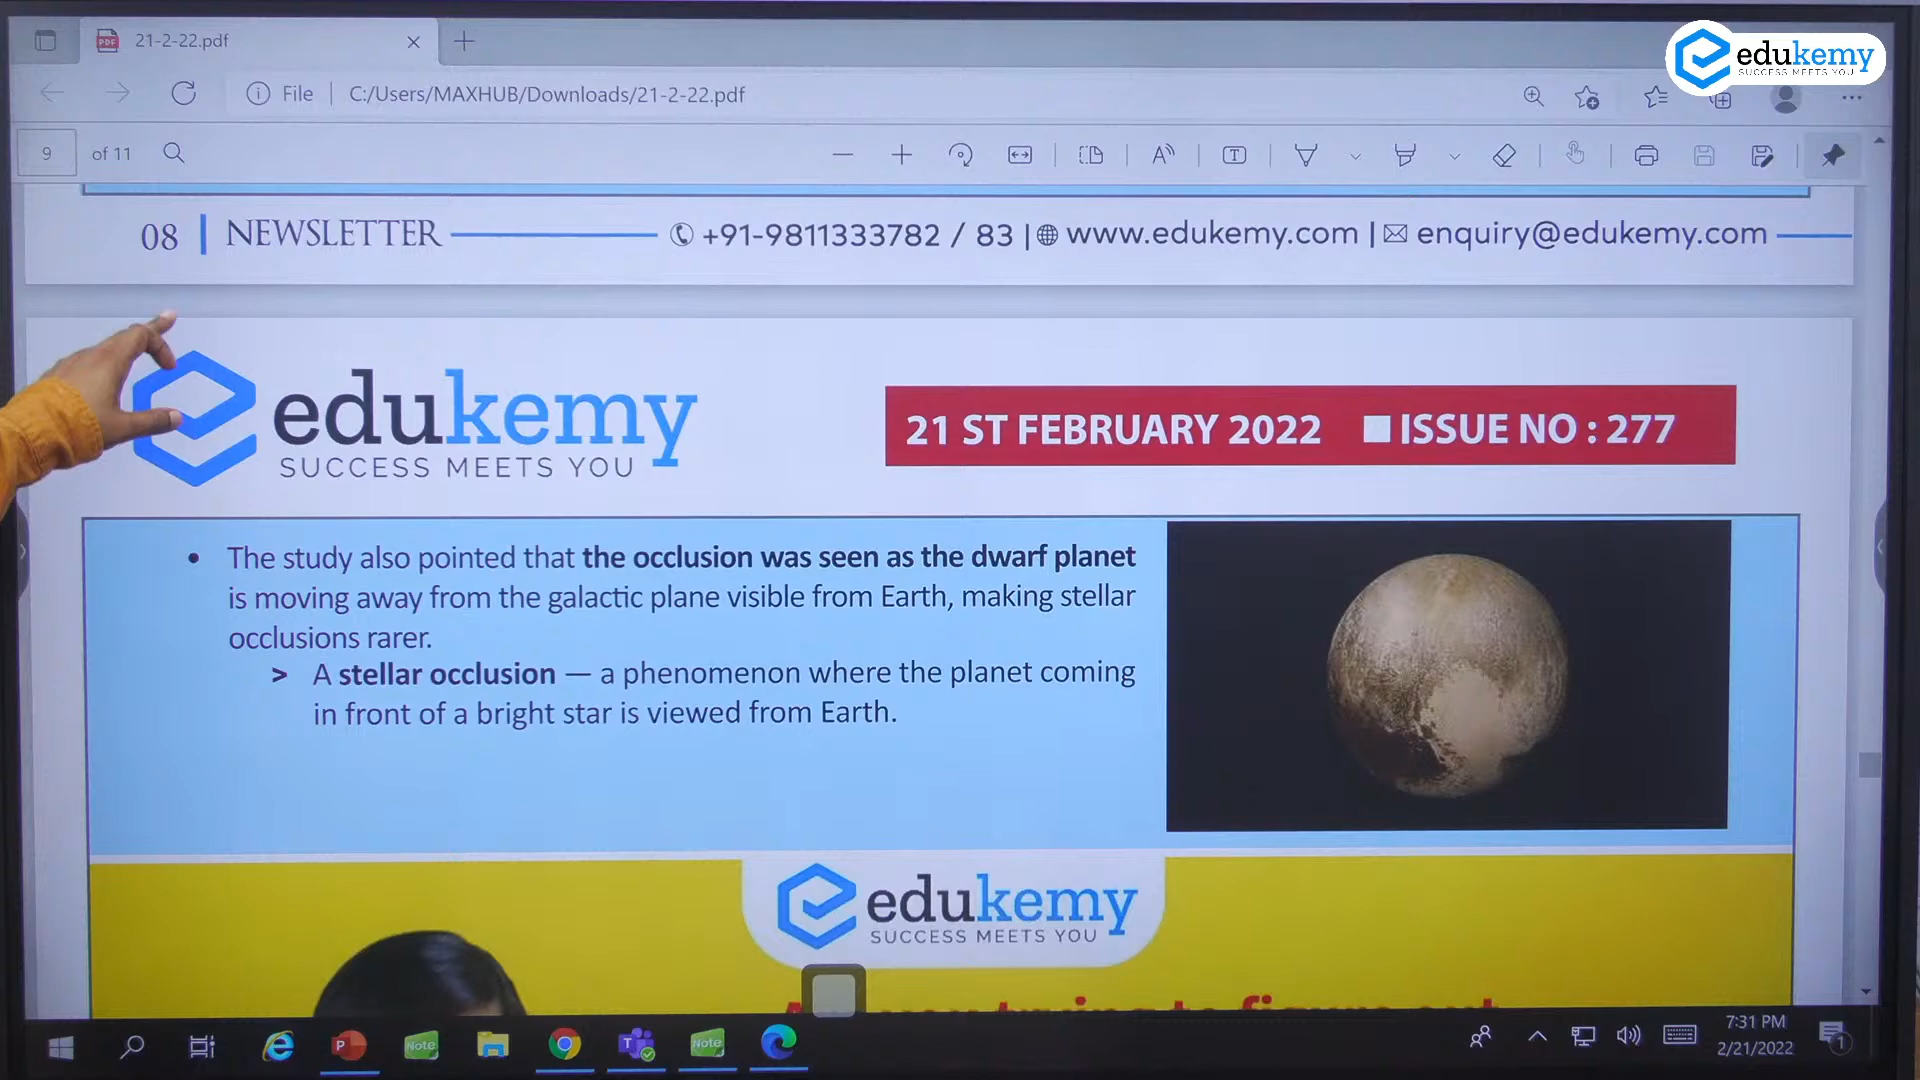 21-2-22.pdf
edukemy
SUCCESS MEETS YOU
File
C:/Users/MAXHUB/Downloads/21-2-22.pdf
9
of 11
08 | NEWSLETTER
+91-9811333782 / 83 | www.edukemy.com | enquiry@edukemy.com
edukemy
SUCCESS MEETS YOU
21 ST FEBRUARY 2022 ISSUE NO : 277
• The study also pointed that the occlusion was seen as the dwarf planet
is moving away from the galactic plane visible from Earth, making stellar
occlusions rarer.
> A stellar occlusion — a phenomenon where the planet coming
in front of a bright star is viewed from Earth.
edukemy
SUCCESS MEETS YOU
Note
Note
7:31 PM
2/21/2022
1